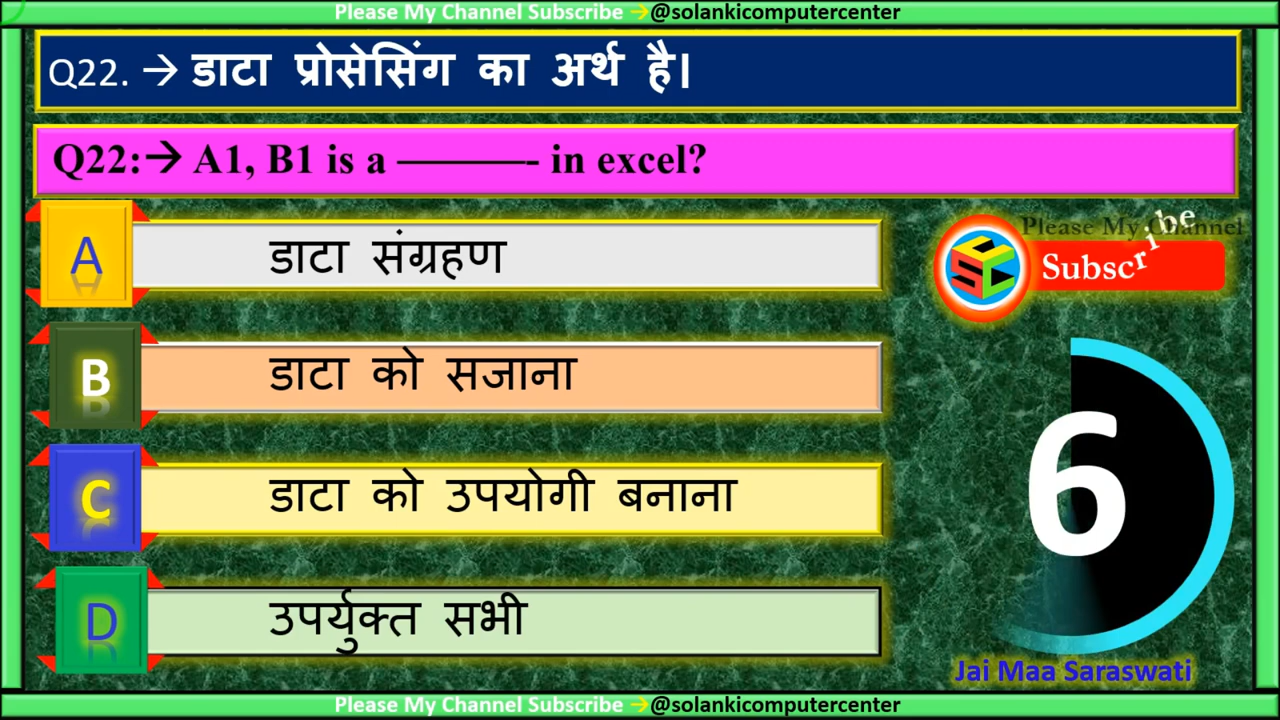 Please My Channel Subscribe →@solankicomputercenter
Q22. → डाटा प्रोसेसिंग का अर्थ है।
Q22:→ A1, B1 is a ———- in excel?
A डाटा संग्रहण
Please My Channel
Subscribe
B डाटा को सजाना
C डाटा को उपयोगी बनाना
6
D उपर्युक्त सभी
Jai Maa Saraswati
Please My Channel Subscribe →@solankicomputercenter